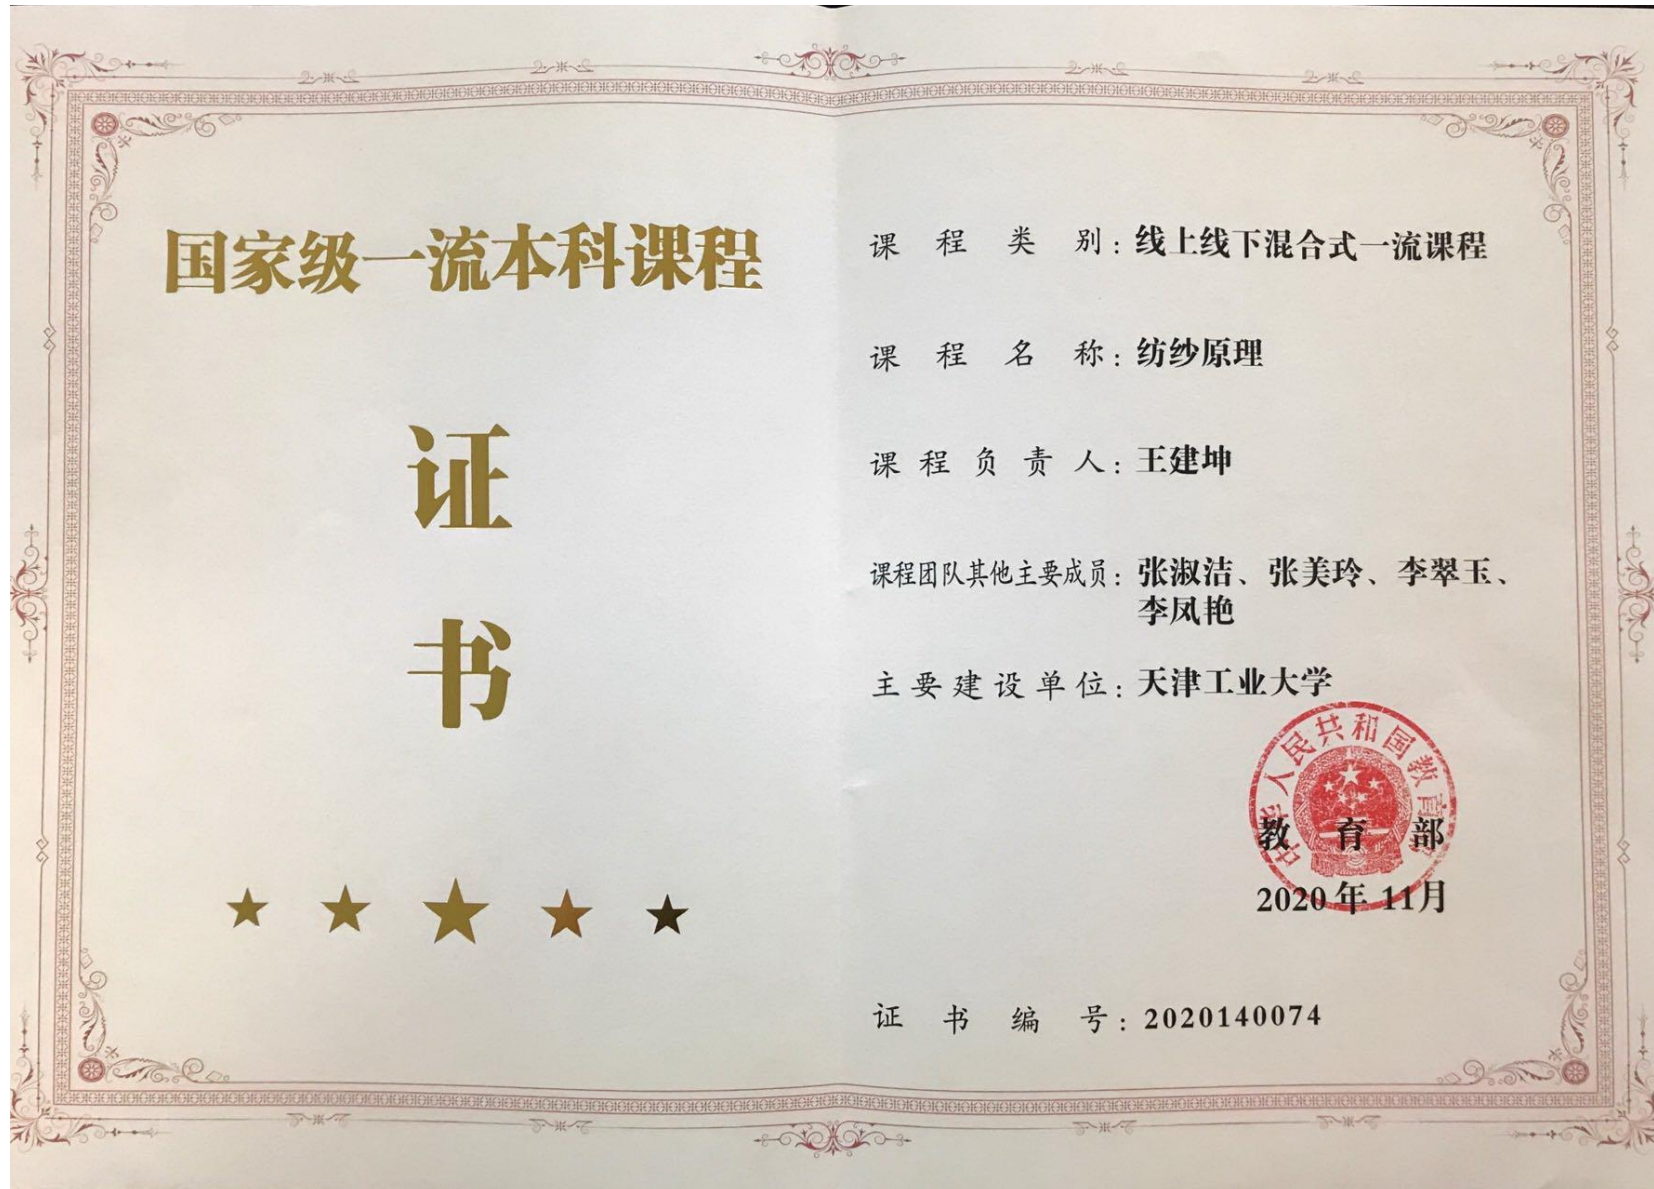 国家级一流本科课程
证
书
课程类别：线上线下混合式一流课程
课程名称：纺纱原理
课程负责人：王建坤
课程团队其他主要成员：张淑洁、张美玲、李翠玉、
李凤艳
主要建设单位：天津工业大学
中华人民共和国教育部
教育部
2020年11月
证书编号：2020140074